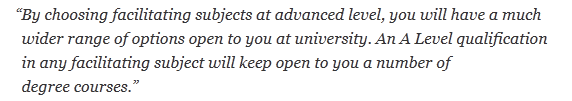 “By choosing facilitating subjects at advanced level, you will have a much
wider range of options open to you at university. An A Level qualification
in any facilitating subject will keep open to you a number of
degree courses.”